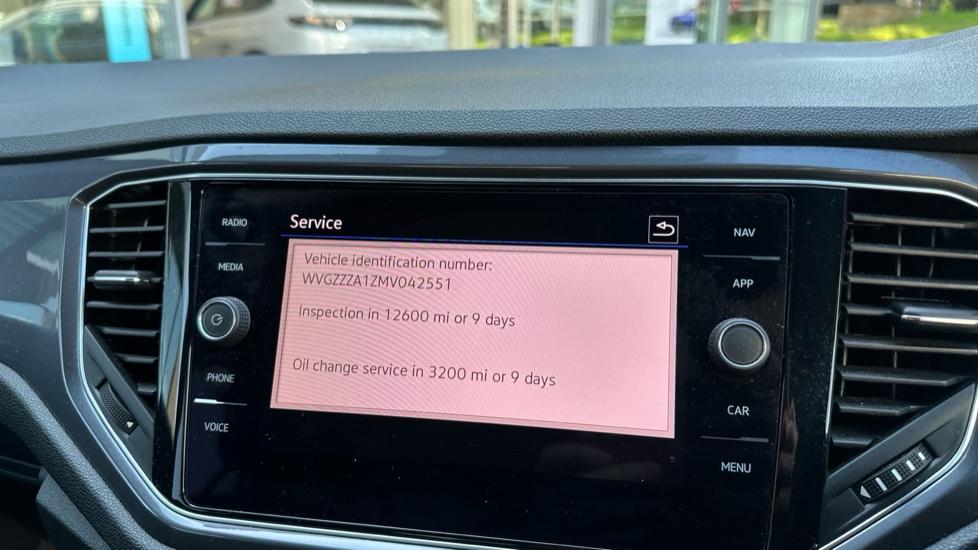 Service
RADIO
MEDIA
PHONE
VOICE
Vehicle identification number:
WVGZZZA1ZMV042551
Inspection in 12600 mi or 9 days
Oil change service in 3200 mi or 9 days
NAV
APP
CAR
MENU